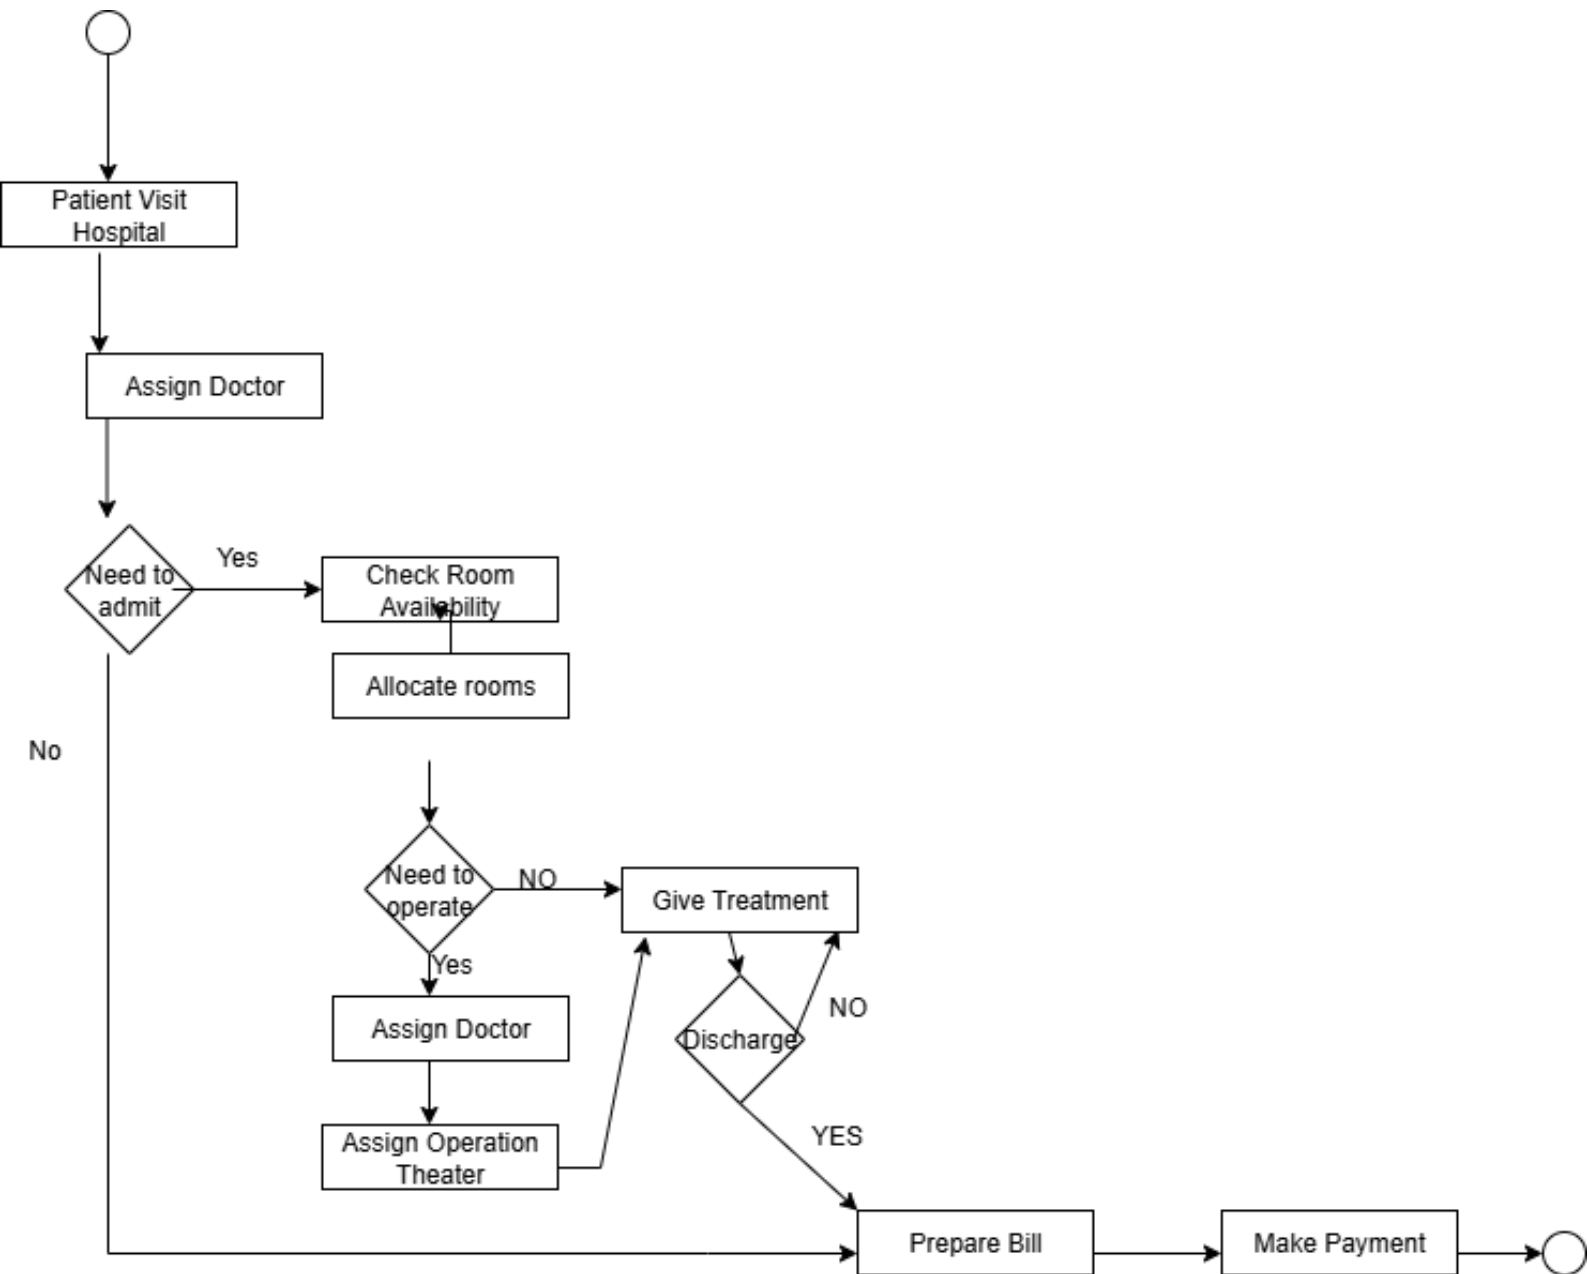 Patient Visit
Hospital
Assign Doctor
Need to
admit
Yes
Check Room
Availability
Allocate rooms
No
Need to
operate
NO
Give Treatment
Yes
Assign Doctor
Discharge
NO
Assign Operation
Theater
YES
Prepare Bill
Make Payment